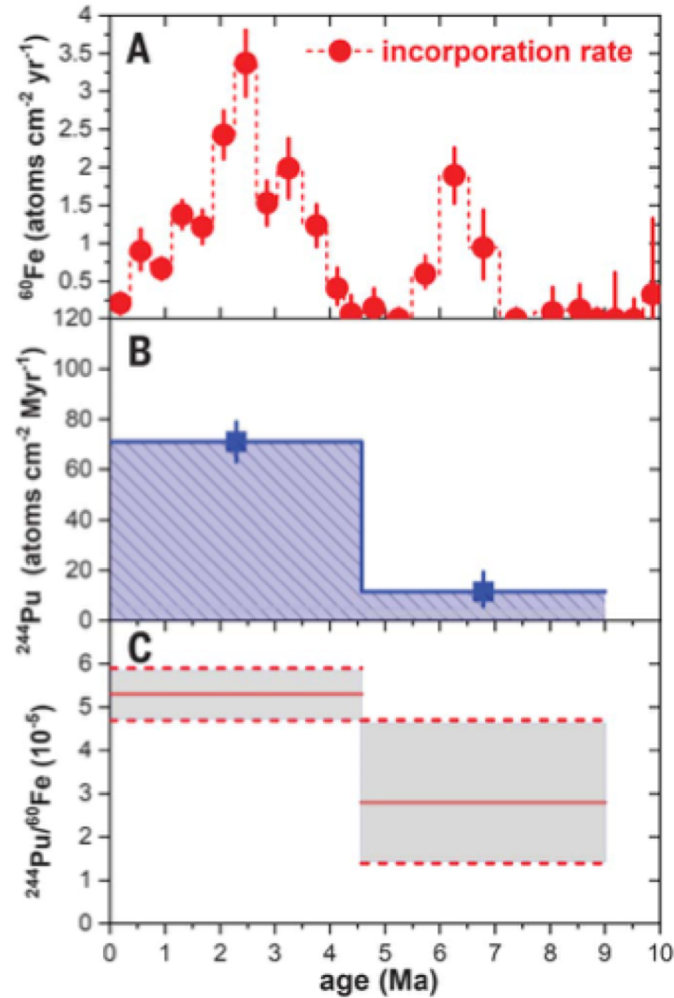 A
incorporation rate
⁶⁰Fe (atoms cm⁻² yr⁻¹)
4
3.5
3
2.5
2
1.5
1
0.5
120
B
²⁴⁴Pu (atoms cm⁻² Myr⁻¹)
100
80
60
40
20
0
C
²⁴⁴Pu/⁶⁰Fe (10⁻⁵)
6
5
4
3
2
1
0
0 1 2 3 4 5 6 7 8 9 10
age (Ma)